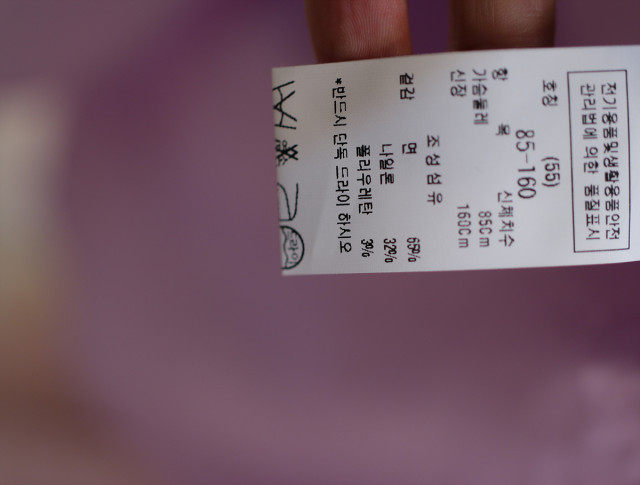 전기용품및생활용품안전
관리법에 의한 품질표시
호칭 (55)
85-160
항 목 신체치수
가슴둘레 85Cm
신장 160Cm
조성섬유
겉감 면 65%
나일론 32%
폴리우레탄 3%
*반드시 단독 드라이 하시오